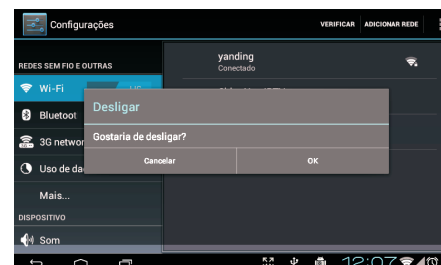 Configurações
VERIFICAR
ADICIONAR REDE
REDES SEM FIO E OUTRAS
yanding
Conectado
Wi-Fi
Desligar
Bluetoot
Gostaria de desligar?
3G networ
Cancelar
OK
Uso de da
Mais...
DISPOSITIVO
Som
12:07